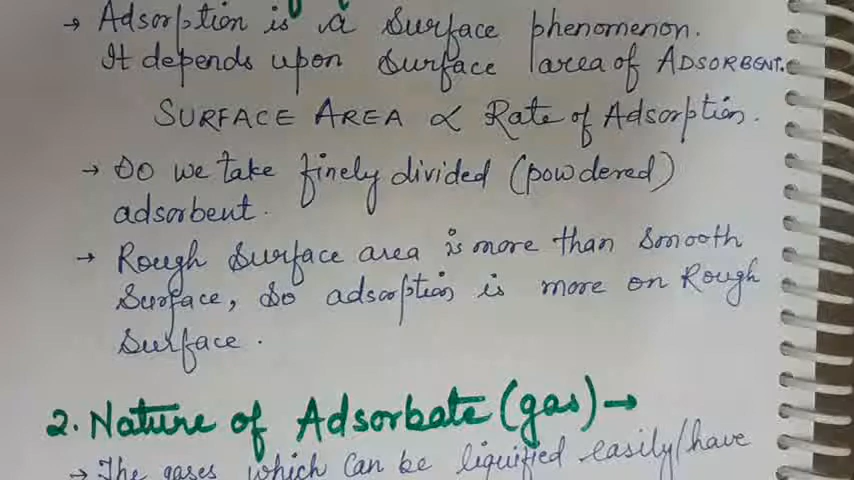 → Adsorption is a Surface phenomenon.
It depends upon Surface area of ADSORBENT.
SURFACE AREA ∝ Rate of Adsorption.
→ So we take finely divided (powdered)
adsorbent.
→ Rough Surface area is more than Smooth
Surface, So adsorption is more on Rough
Surface.
2. Nature of Adsorbate (gas) →
→ The gases which Can be liquified easily/have